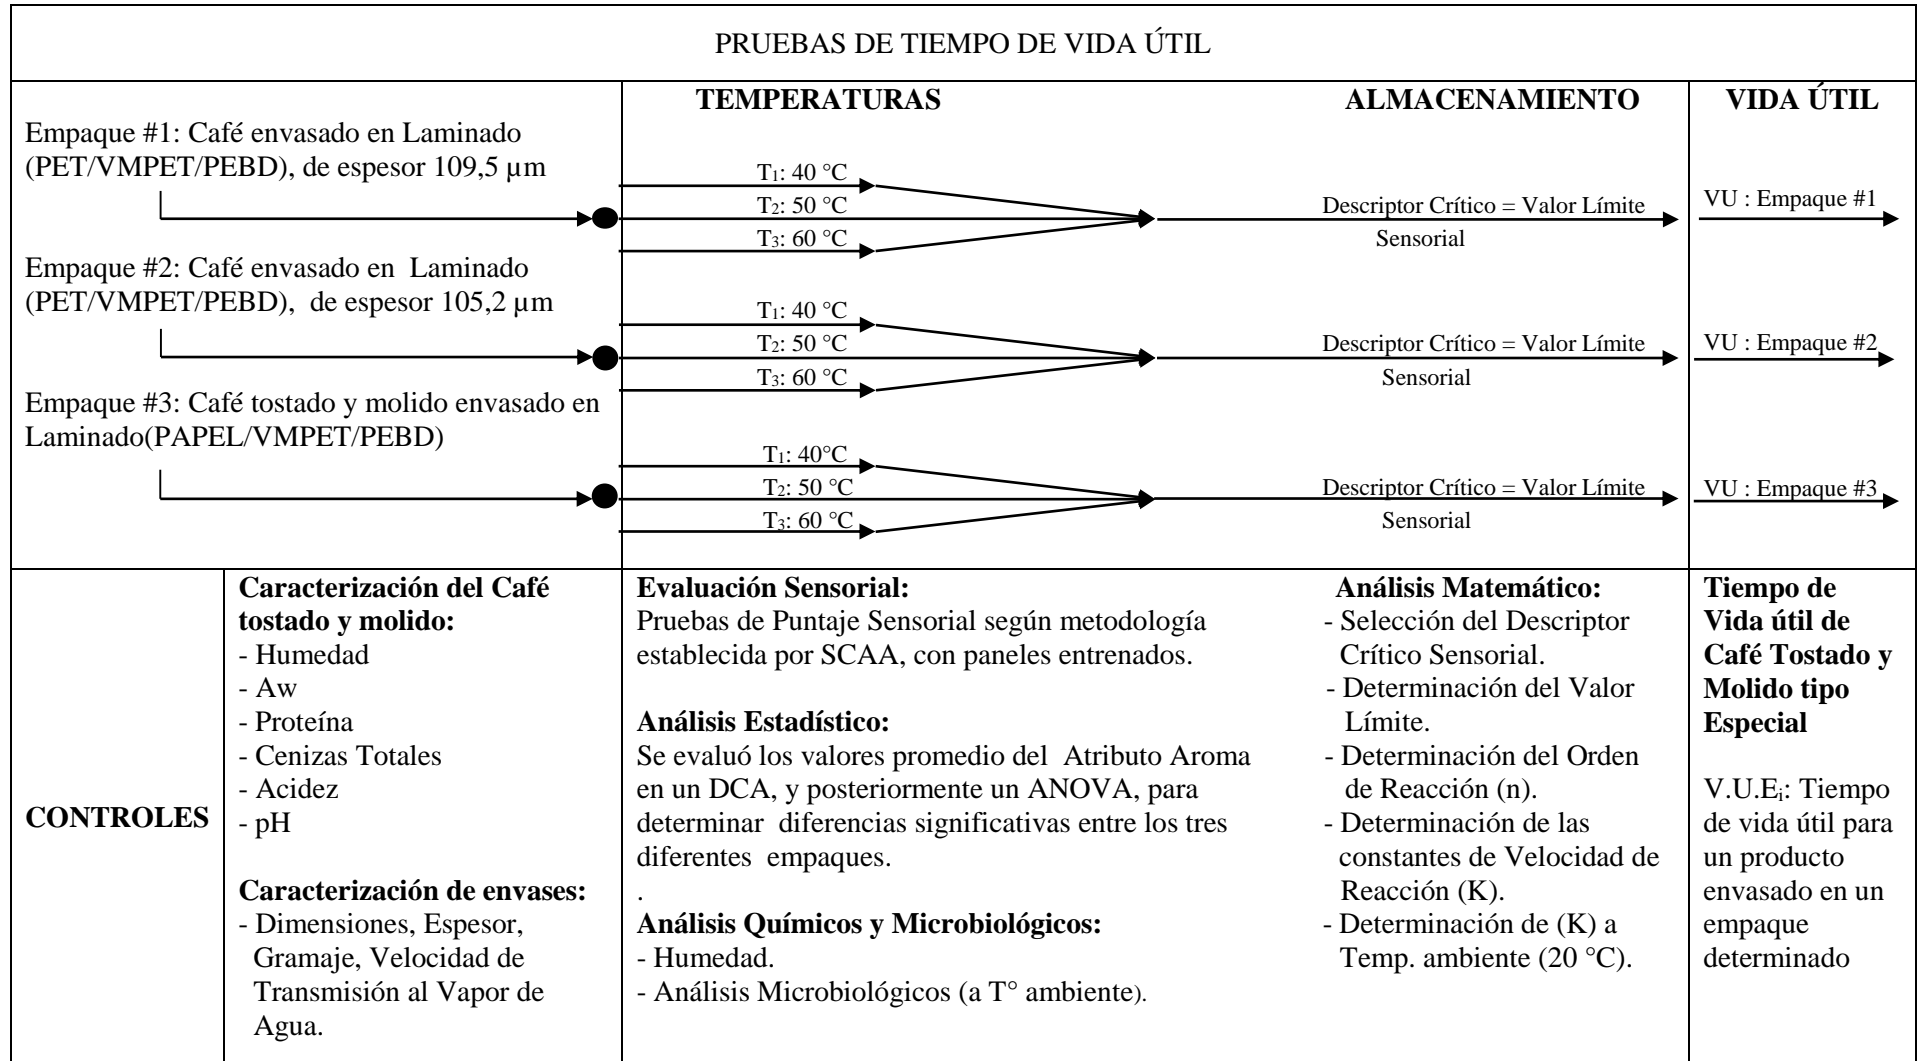 PRUEBAS DE TIEMPO DE VIDA ÚTIL
TEMPERATURAS
ALMACENAMIENTO
VIDA ÚTIL
Empaque #1: Café envasado en Laminado
(PET/VMPET/PEBD), de espesor 109,5 µm
T₁: 40 °C
T₂: 50 °C
T₃: 60 °C
Descriptor Crítico = Valor Límite
Sensorial
VU : Empaque #1
Empaque #2: Café envasado en Laminado
(PET/VMPET/PEBD), de espesor 105,2 µm
T₁: 40 °C
T₂: 50 °C
T₃: 60 °C
Descriptor Crítico = Valor Límite
Sensorial
VU : Empaque #2
Empaque #3: Café tostado y molido envasado en
Laminado(PAPEL/VMPET/PEBD)
T₁: 40°C
T₂: 50 °C
T₃: 60 °C
Descriptor Crítico = Valor Límite
Sensorial
VU : Empaque #3
CONTROLES
Caracterización del Café
tostado y molido:
- Humedad
- Aw
- Proteína
- Cenizas Totales
- Acidez
- pH
Caracterización de envases:
- Dimensiones, Espesor,
Gramaje, Velocidad de
Transmisión al Vapor de
Agua.
Evaluación Sensorial:
Pruebas de Puntaje Sensorial según metodología
establecida por SCAA, con paneles entrenados.
Análisis Estadístico:
Se evaluó los valores promedio del Atributo Aroma
en un DCA, y posteriormente un ANOVA, para
determinar diferencias significativas entre los tres
diferentes empaques.
.
Análisis Químicos y Microbiológicos:
- Humedad.
- Análisis Microbiológicos (a T° ambiente).
Análisis Matemático:
- Selección del Descriptor
Crítico Sensorial.
- Determinación del Valor
Límite.
- Determinación del Orden
de Reacción (n).
- Determinación de las
constantes de Velocidad de
Reacción (K).
- Determinación de (K) a
Temp. ambiente (20 °C).
Tiempo de
Vida útil de
Café Tostado y
Molido tipo
Especial
V.U.Eᵢ: Tiempo
de vida útil para
un producto
envasado en un
empaque
determinado